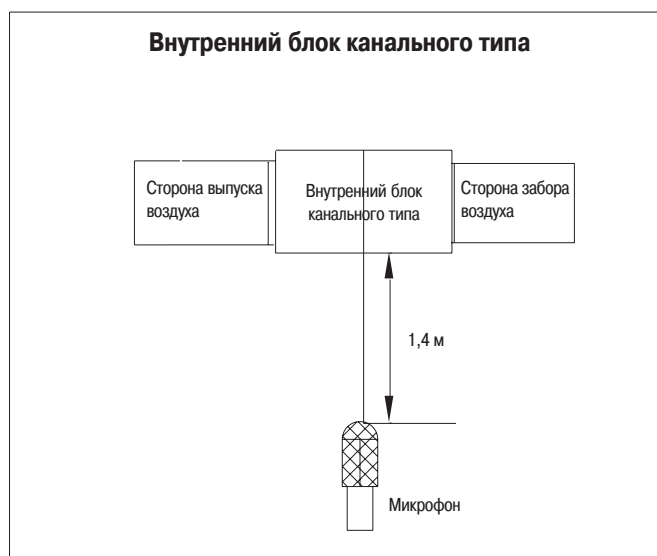 Внутренний блок канального типа
Сторона выпуска
воздуха
Внутренний блок
канального типа
Сторона забора
воздуха
1,4 м
Микрофон